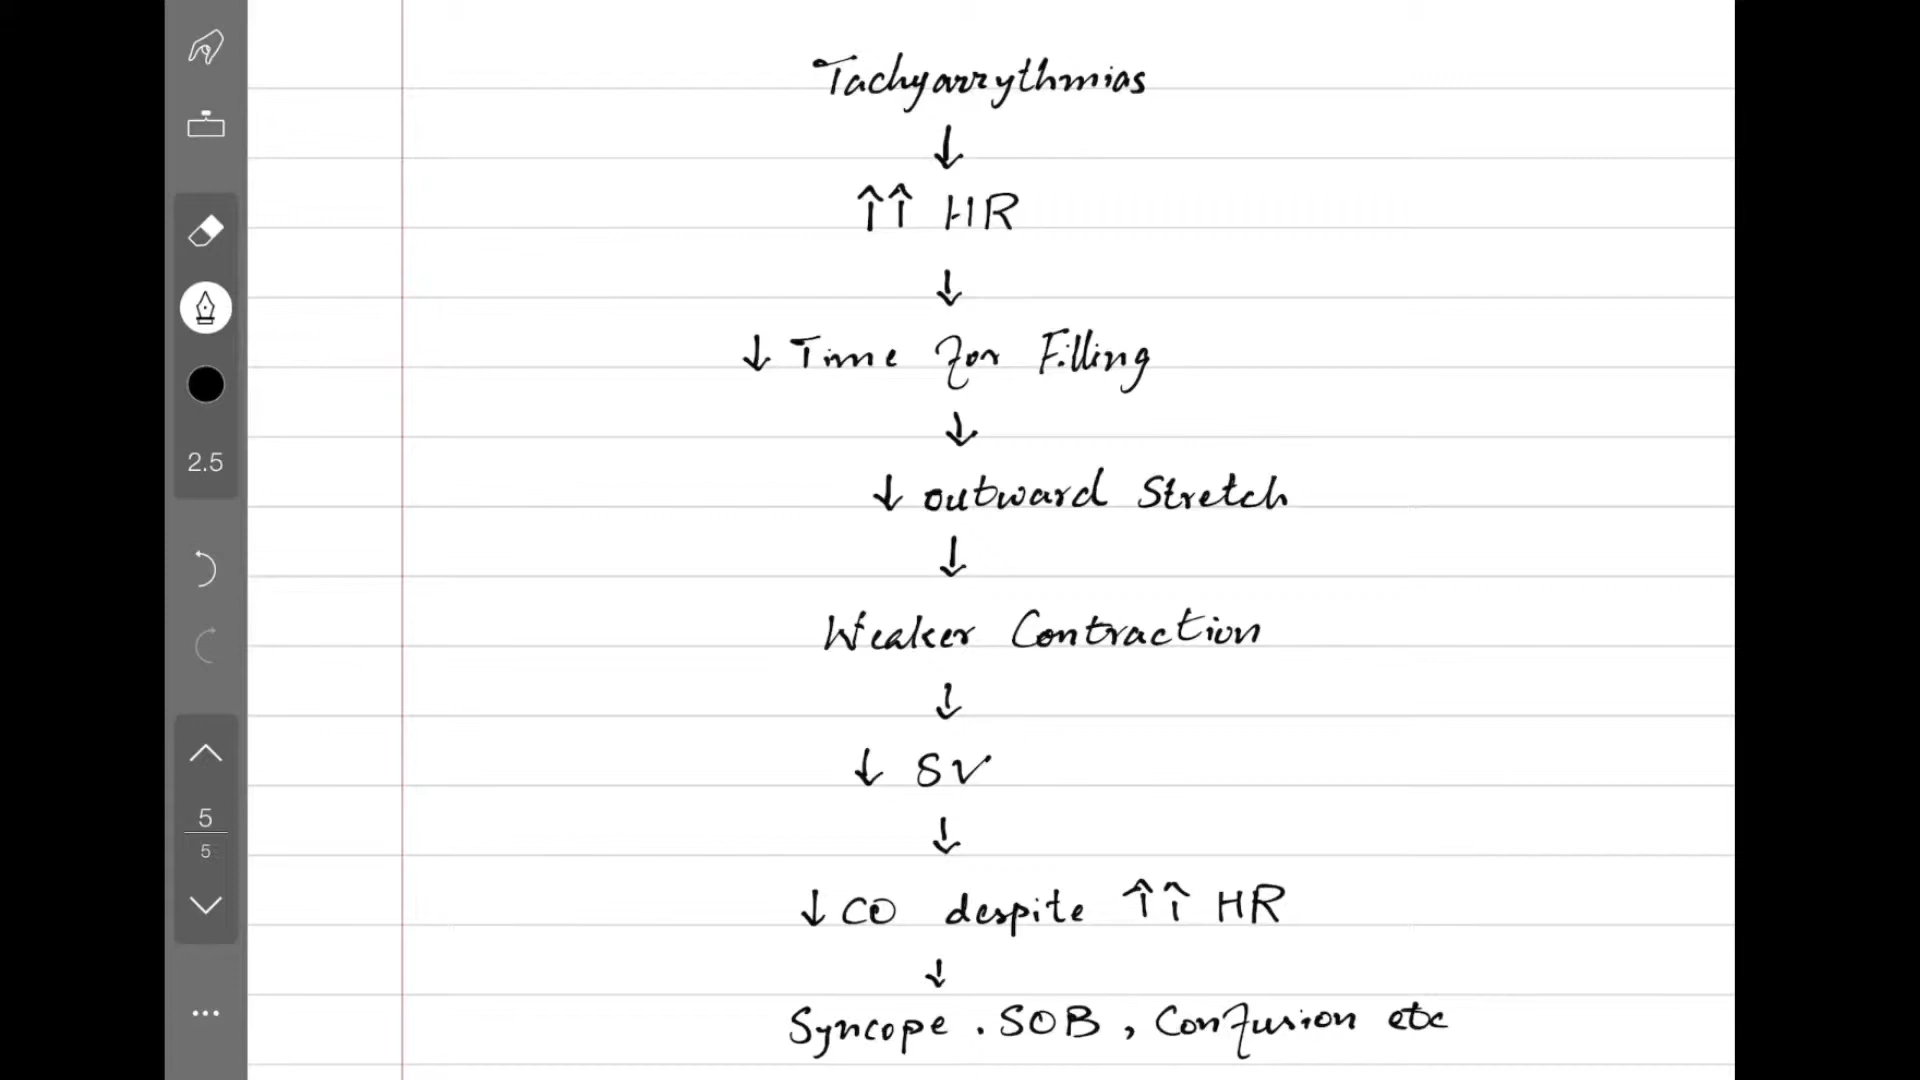 Tachyarrythmias
↓
↑↑ HR
↓
↓ Time for Filling
↓
↓ outward Stretch
↓
Weaker Contraction
↓
↓ SV
↓
↓ CO despite ↑↑ HR
↓
Syncope . SOB , Confusion etc
2.5
5
5